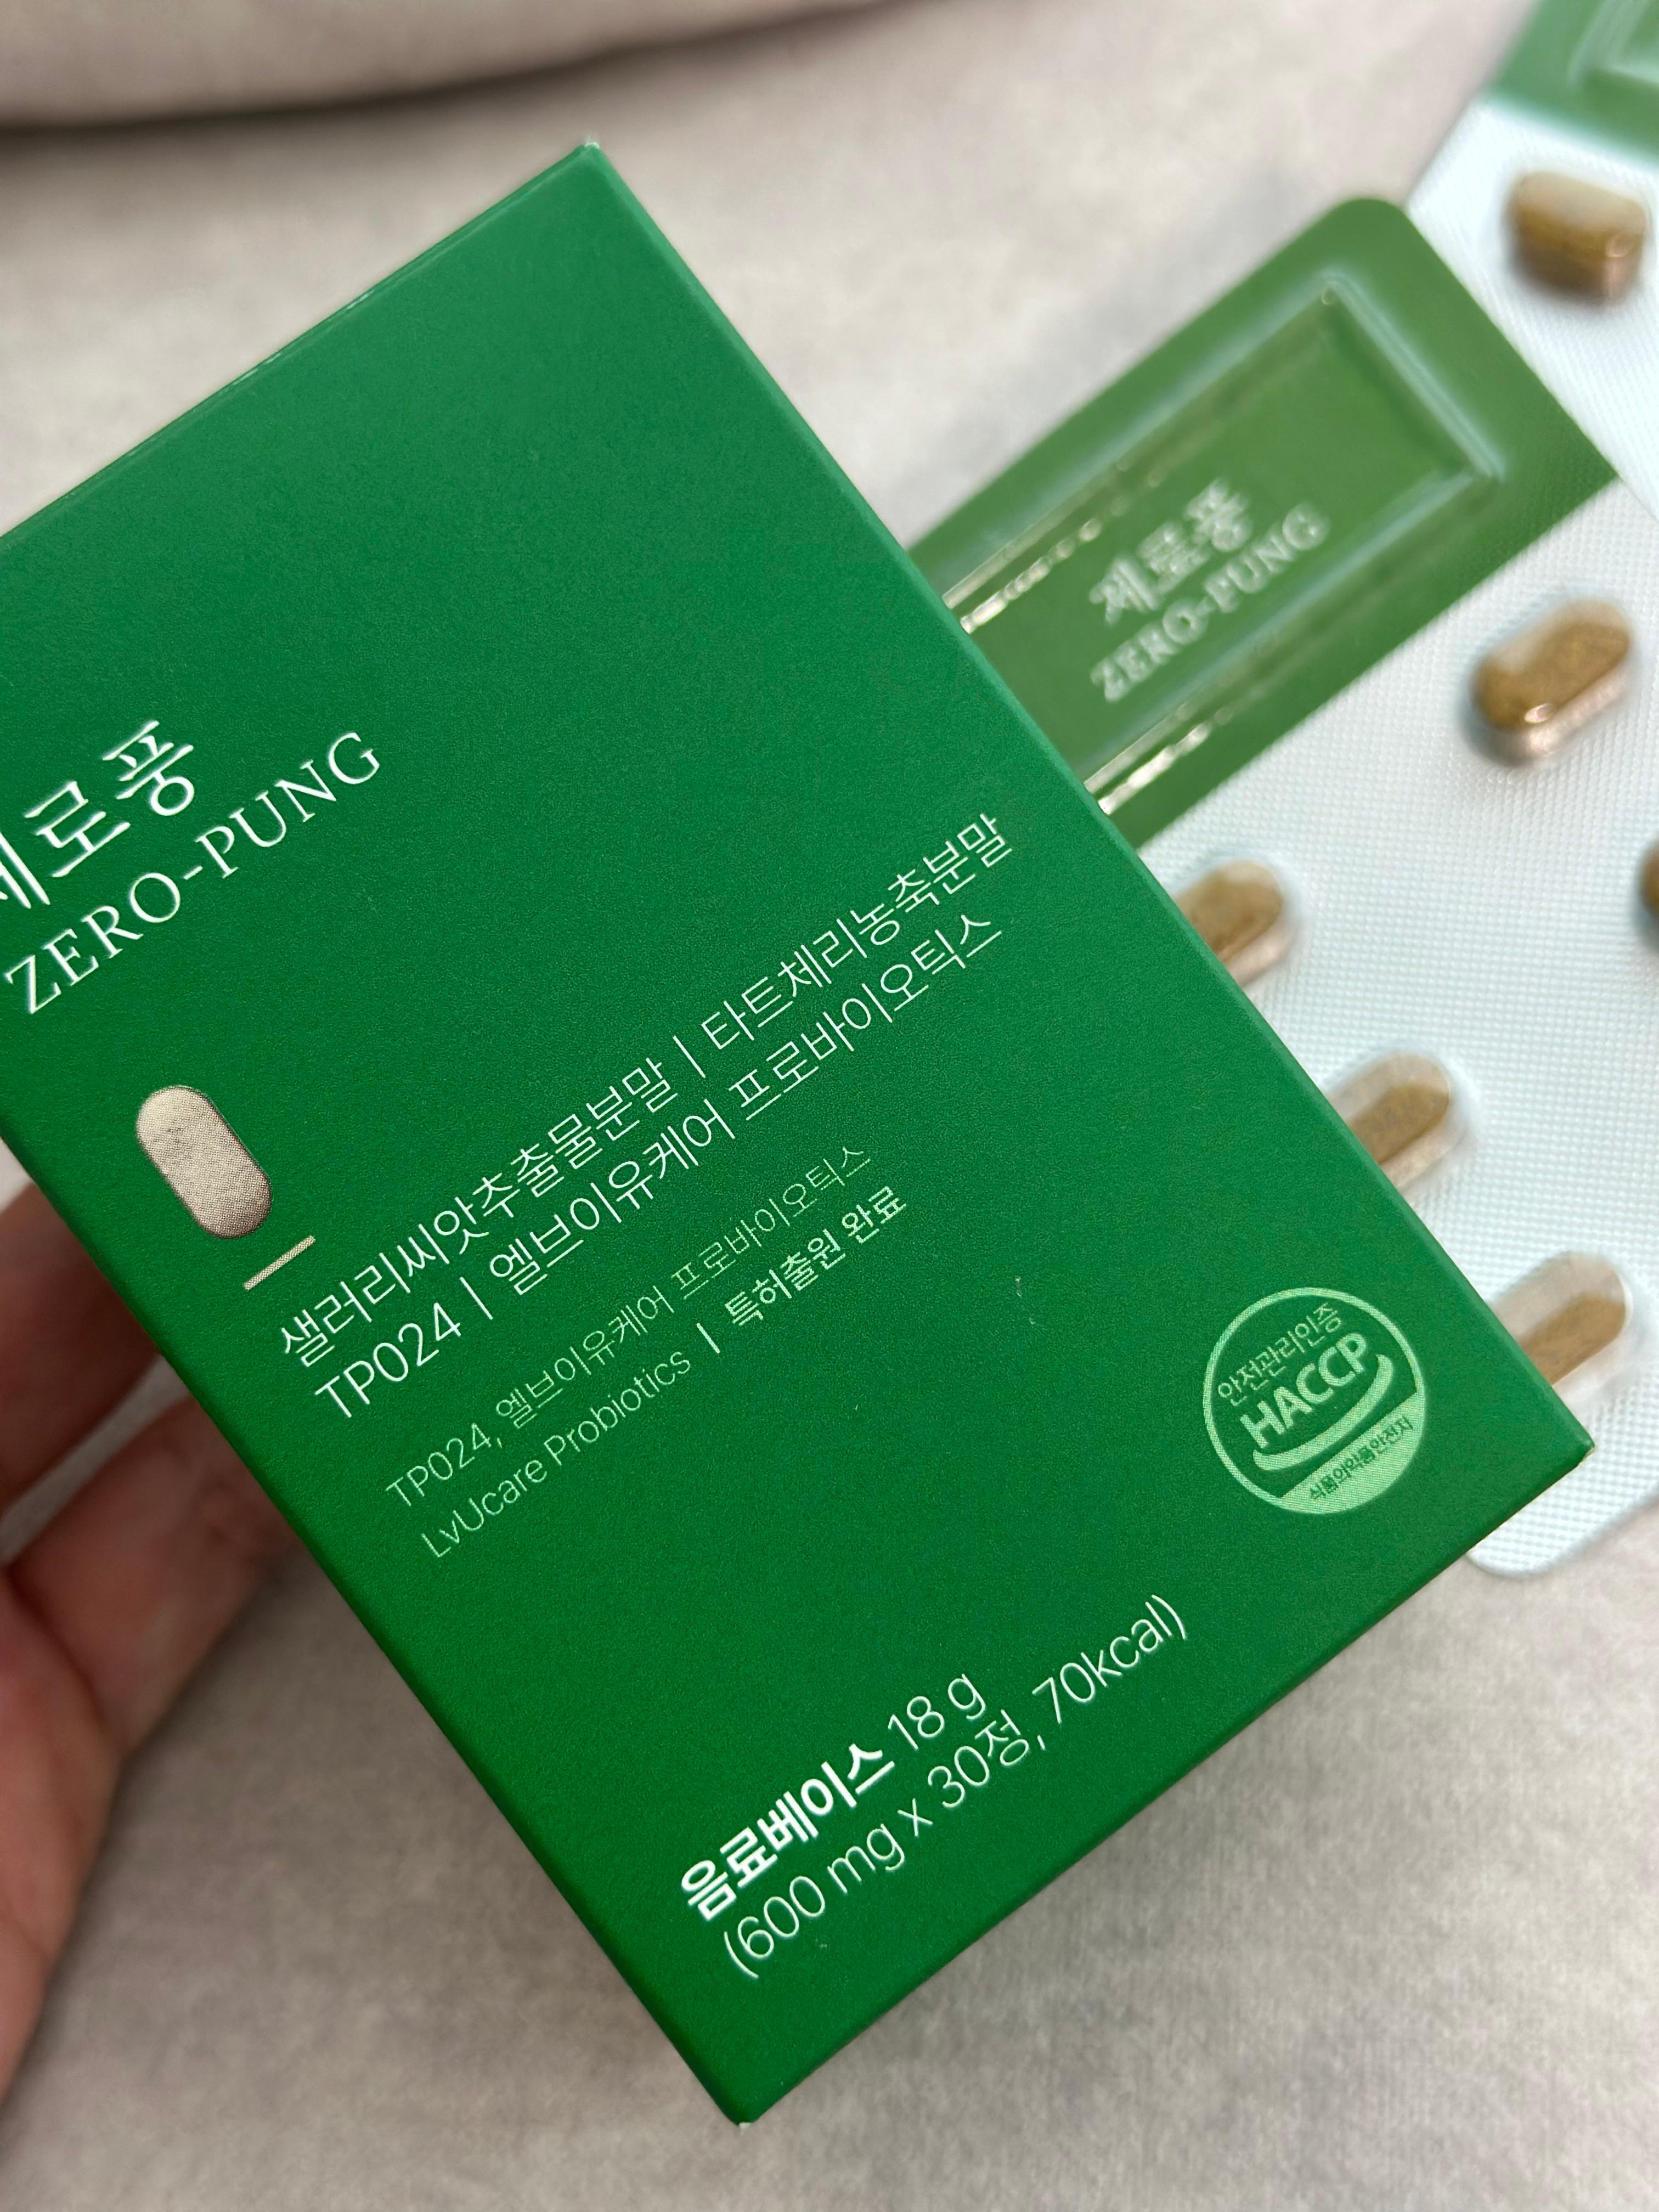 제로풍
ZERO-PUNG
샐러리씨앗추출물분말 | 타트체리농축분말
TP024 | 엘브이유케어 프로바이오틱스
TP024, 엘브이유케어 프로바이오틱스
LvUcare Probiotics | 특허출원 완료
안전관리인증
HACCP
식품의약품안전처
음료베이스 18 g
(600 mg x 30정, 70kcal)
제로풍
ZERO-PUNG